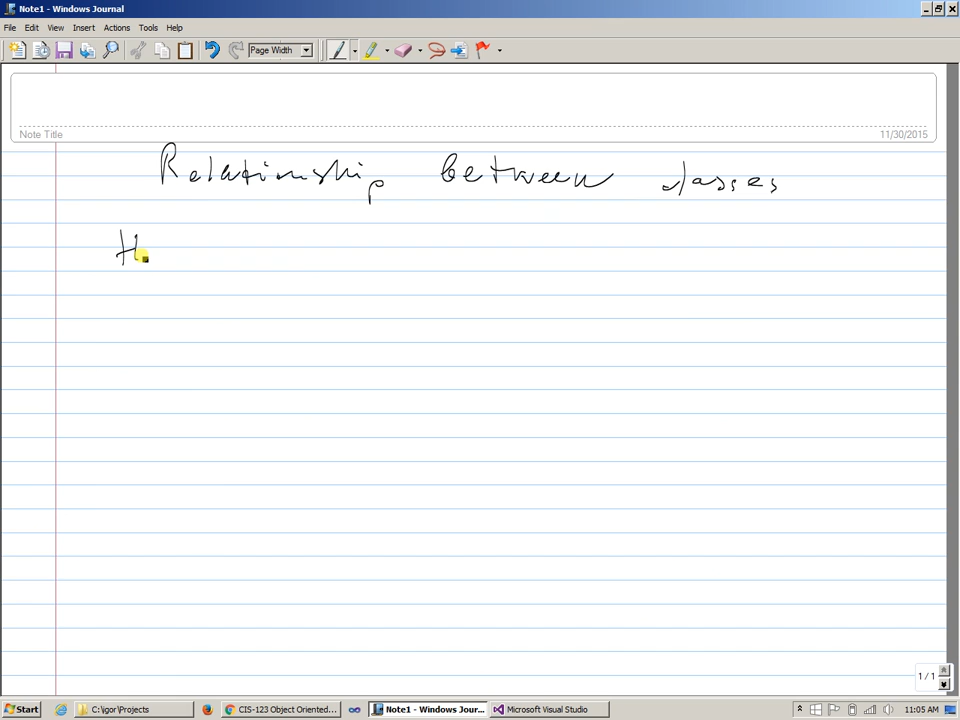 Note1 - Windows Journal
File Edit View Insert Actions Tools Help
Page Width
Note Title
11/30/2015
Relationship between classes
H
1 / 1
Start
C:\igor\Projects
CIS-123 Object Oriented...
Note1 - Windows Jour...
Microsoft Visual Studio
11:05 AM